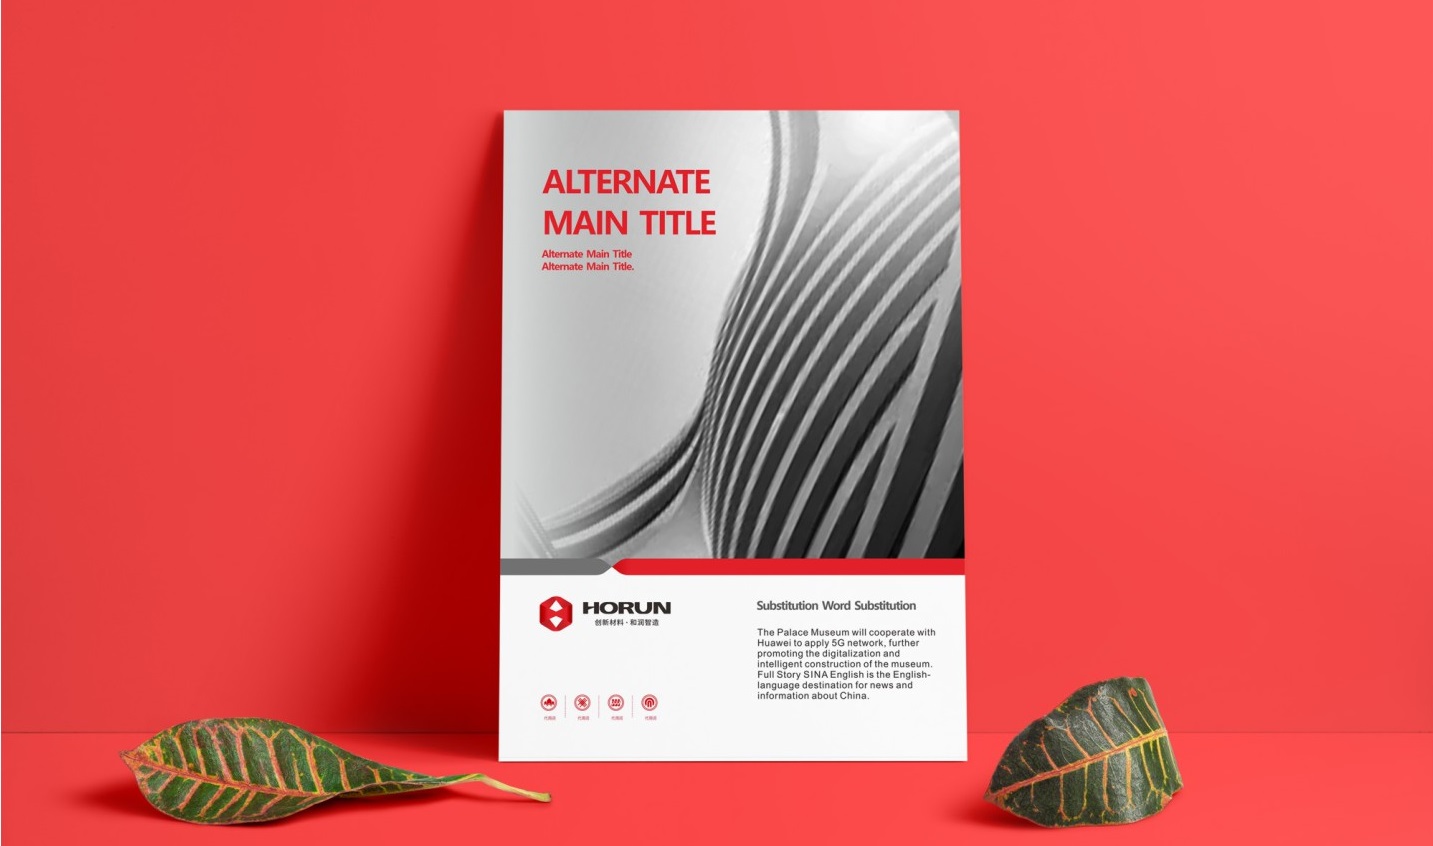 ALTERNATE
MAIN TITLE
Alternate Main Title
Alternate Main Title.
HORUN
创新材料·和润智造
Substitution Word Substitution
The Palace Museum will cooperate with
Huawei to apply 5G network, further
promoting the digitalization and
intelligent construction of the museum.
Full Story SINA English is the English-
language destination for news and
information about China.